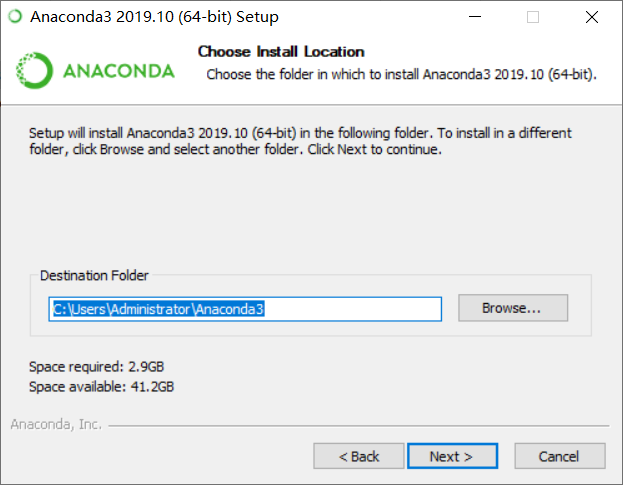 Anaconda3 2019.10 (64-bit) Setup
ANACONDA
Choose Install Location
Choose the folder in which to install Anaconda3 2019.10 (64-bit).
Setup will install Anaconda3 2019.10 (64-bit) in the following folder. To install in a different
folder, click Browse and select another folder. Click Next to continue.
Destination Folder
C:\Users\Administrator\Anaconda3
Browse...
Space required: 2.9GB
Space available: 41.2GB
Anaconda, Inc.
< Back
Next >
Cancel